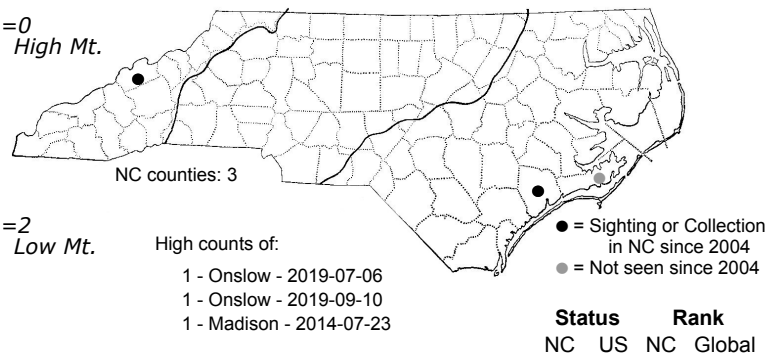 =0
High Mt.
NC counties: 3
=2
Low Mt.
High counts of:
1 - Onslow - 2019-07-06
1 - Onslow - 2019-09-10
1 - Madison - 2014-07-23
= Sighting or Collection
in NC since 2004
= Not seen since 2004
Status Rank
NC US NC Global